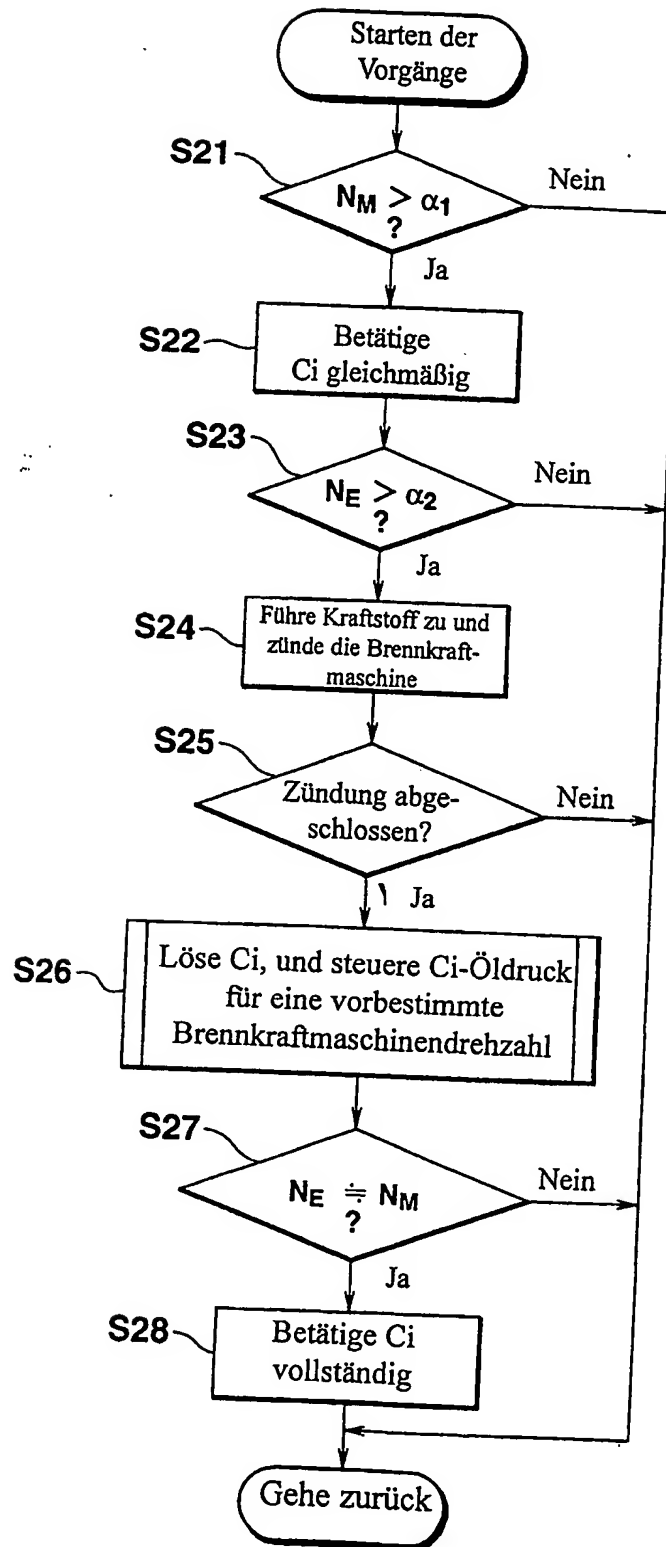 Starten der
Vorgänge
S21
N_M > α_1
?
Nein
Ja
S22
Betätige
Ci gleichmäßig
S23
N_E > α_2
?
Nein
Ja
S24
Führe Kraftstoff zu und
zünde die Brennkraft-
maschine
S25
Zündung abge-
schlossen?
Nein
Ja
S26
Löse Ci, und steuere Ci-Öldruck
für eine vorbestimmte
Brennkraftmaschinendrehzahl
S27
N_E ≒ N_M
?
Nein
Ja
S28
Betätige Ci
vollständig
Gehe zurück